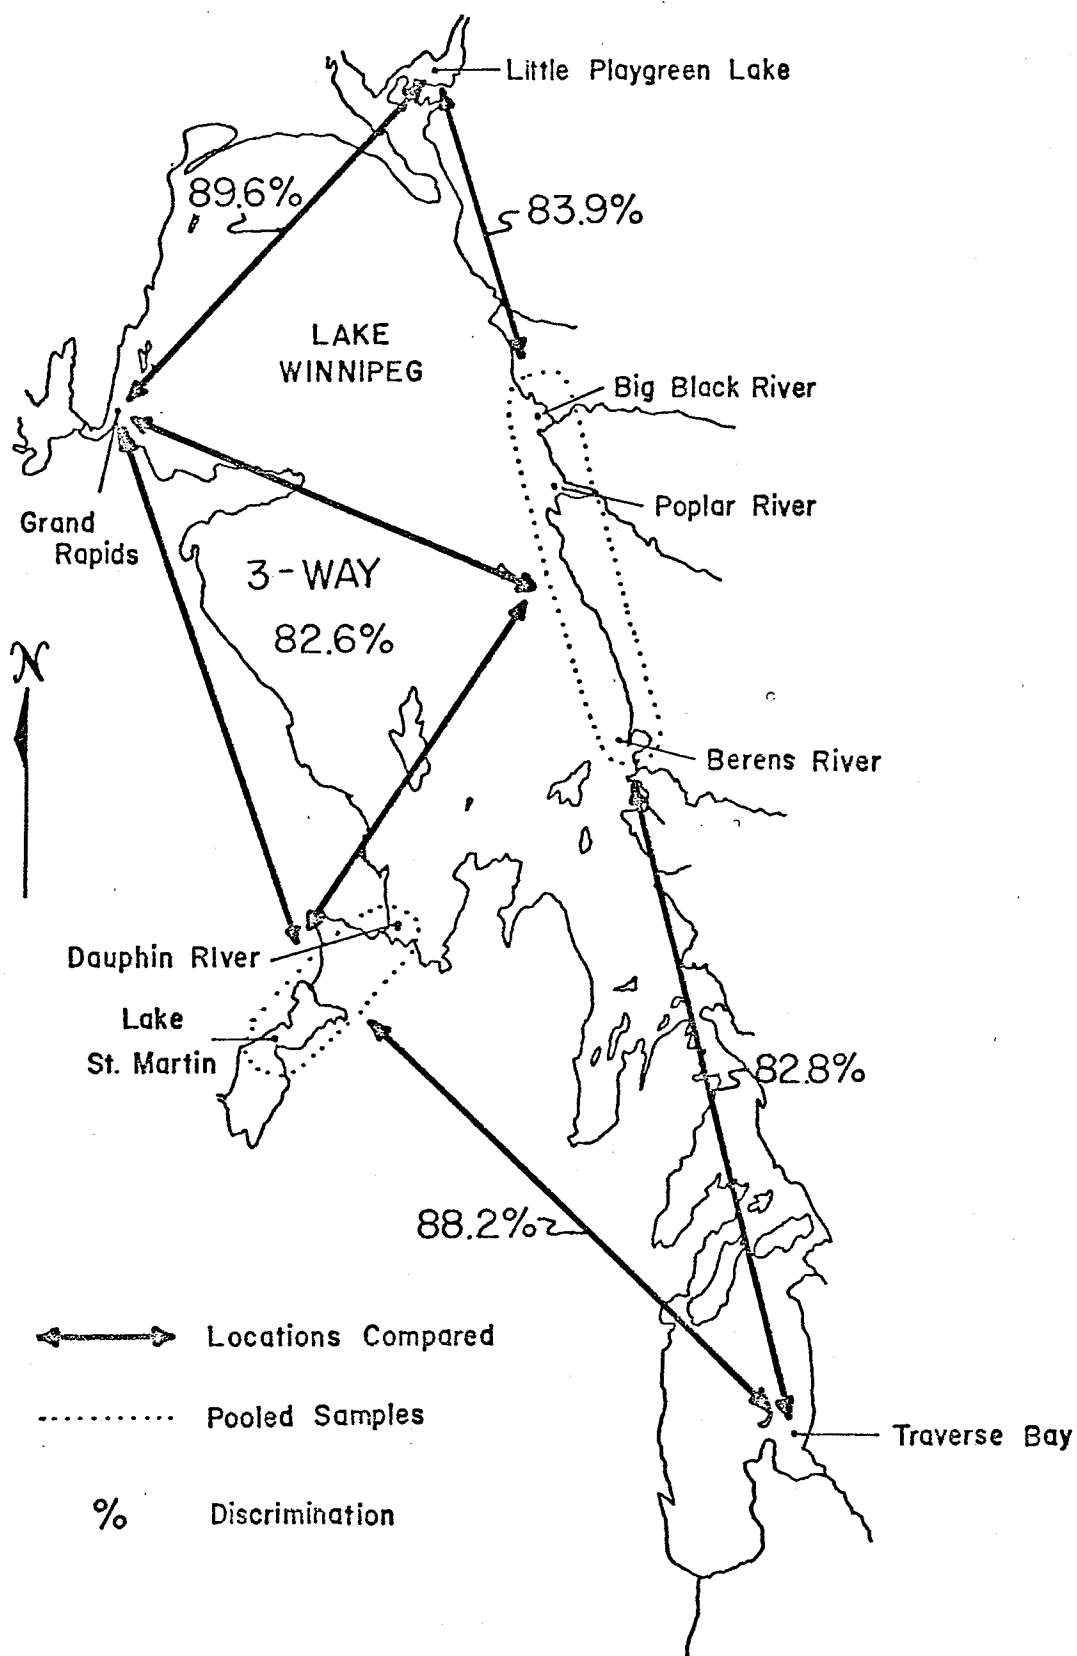 Little Playgreen Lake
89.6%
83.9%
LAKE
WINNIPEG
Big Black River
Poplar River
Grand
Rapids
3-WAY
82.6%
N
Berens River
Dauphin River
Lake
St. Martin
82.8%
88.2%
Locations Compared
Pooled Samples
Traverse Bay
% Discrimination